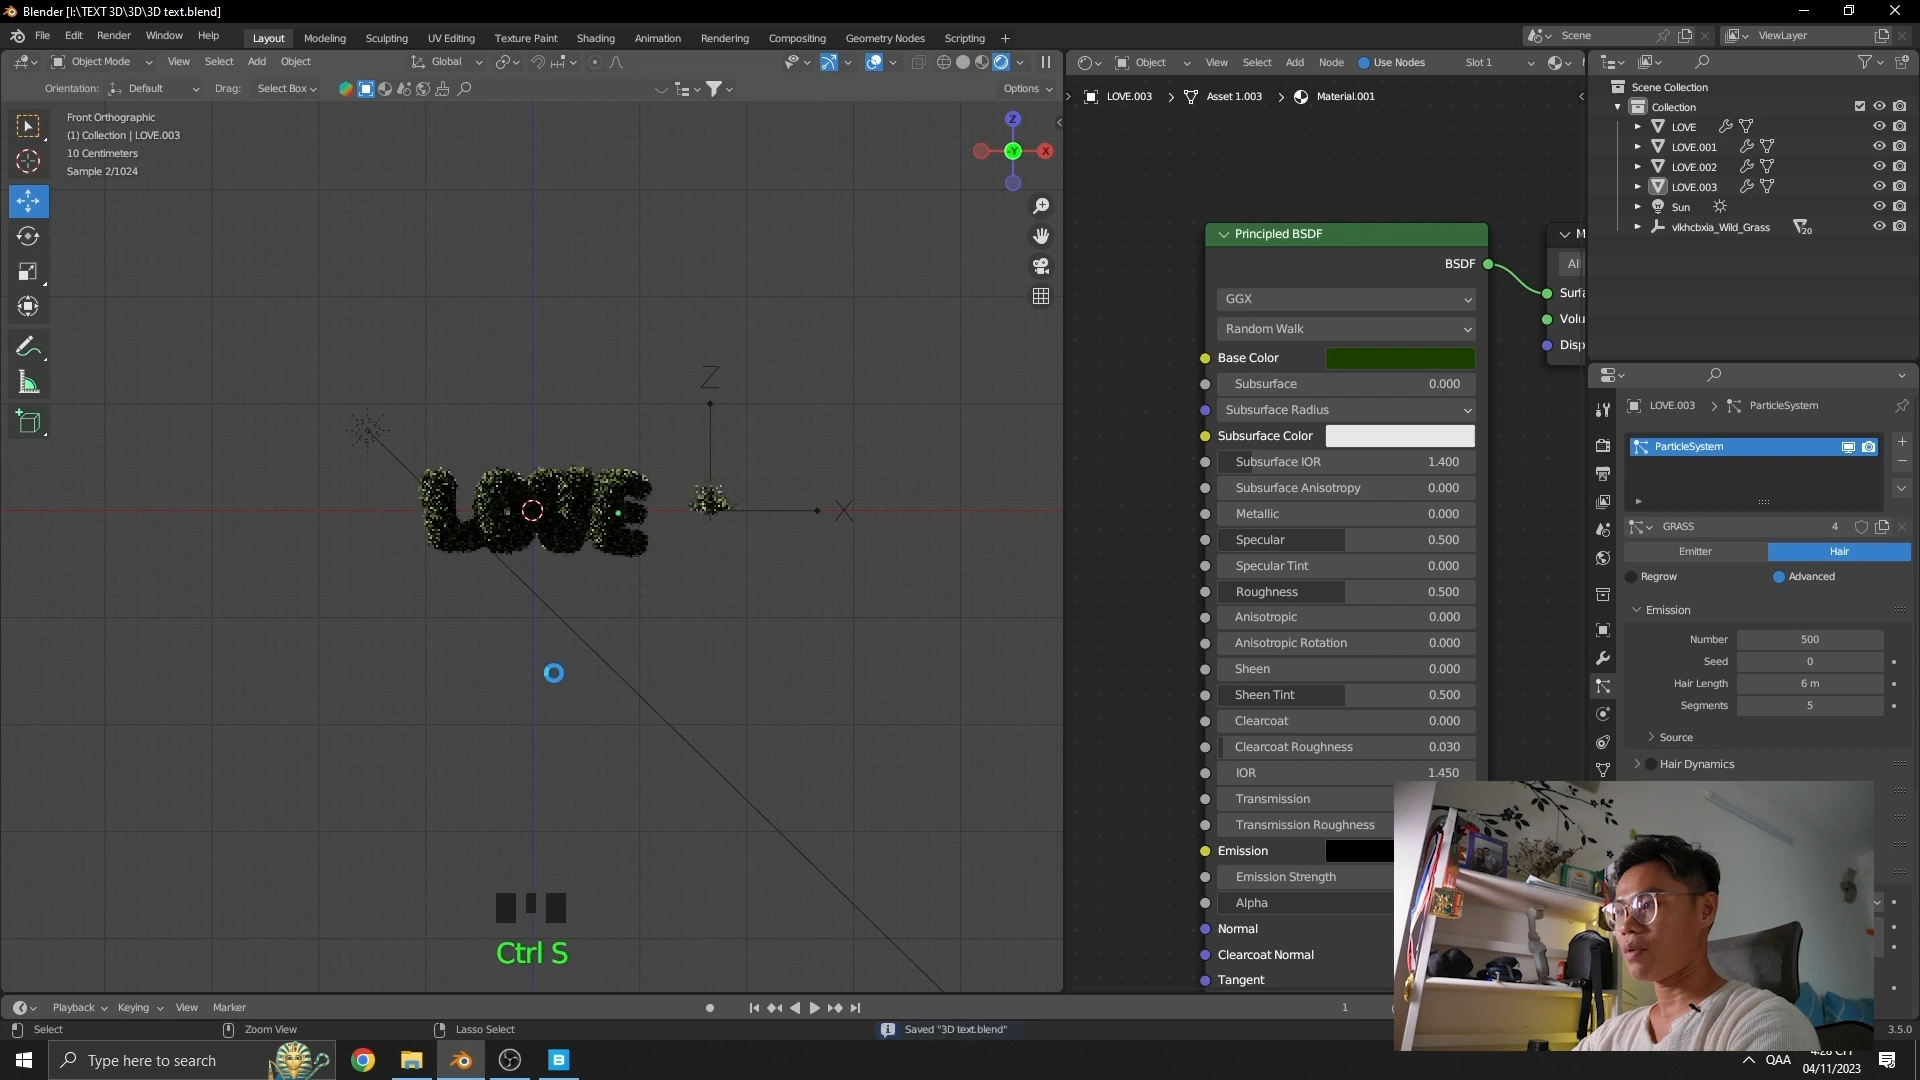 Blender [I:\TEXT 3D\3D\3D text.blend]
File Edit Render Window Help Layout Modeling Sculpting UV Editing Texture Paint Shading Animation Rendering Compositing Geometry Nodes Scripting + Scene ViewLayer
Object Mode View Select Add Object Global
Object View Select Add Node Use Nodes Slot 1
Orientation: Default Drag: Select Box Options
LOVE.003 > Asset 1.003 > Material.001
Front Orthographic
(1) Collection | LOVE.003
10 Centimeters
Sample 2/1024
Z
-Y
X
Z
X
LOVE
Ctrl S
Principled BSDF
BSDF
GGX
Random Walk
Base Color
Subsurface 0.000
Subsurface Radius
Subsurface Color
Subsurface IOR 1.400
Subsurface Anisotropy 0.000
Metallic 0.000
Specular 0.500
Specular Tint 0.000
Roughness 0.500
Anisotropic 0.000
Anisotropic Rotation 0.000
Sheen 0.000
Sheen Tint 0.500
Clearcoat 0.000
Clearcoat Roughness 0.030
IOR 1.450
Transmission
Transmission Roughness
Emission
Emission Strength
Alpha
Normal
Clearcoat Normal
Tangent
M
Al
Surfa
Volu
Disp
Scene Collection
Collection
LOVE
LOVE.001
LOVE.002
LOVE.003
Sun
vlkhcbxia_Wild_Grass 20
LOVE.003 > ParticleSystem
ParticleSystem
GRASS 4
Emitter Hair
Regrow Advanced
Emission
Number 500
Seed 0
Hair Length 6 m
Segments 5
Source
Hair Dynamics
Playback Keying View Marker 1
Select Zoom View Lasso Select Saved "3D text.blend" 3.5.0
Type here to search
QAA
04/11/2023